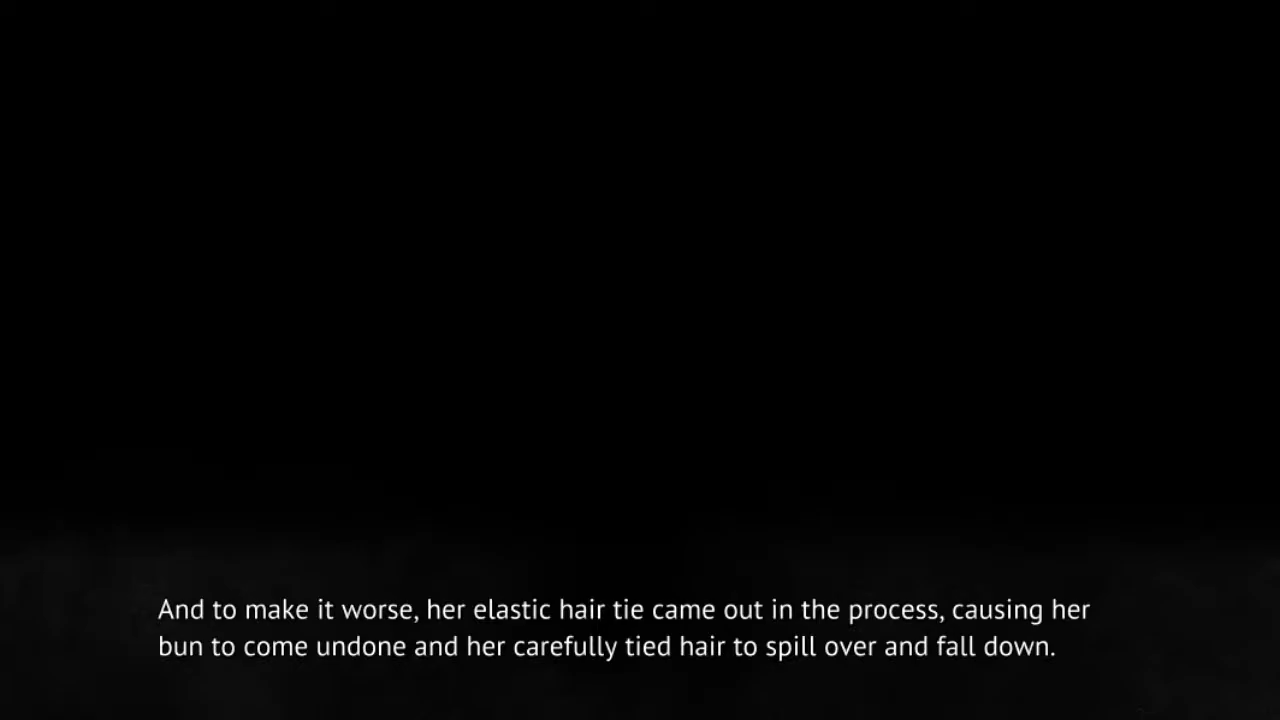 And to make it worse, her elastic hair tie came out in the process, causing her
bun to come undone and her carefully tied hair to spill over and fall down.